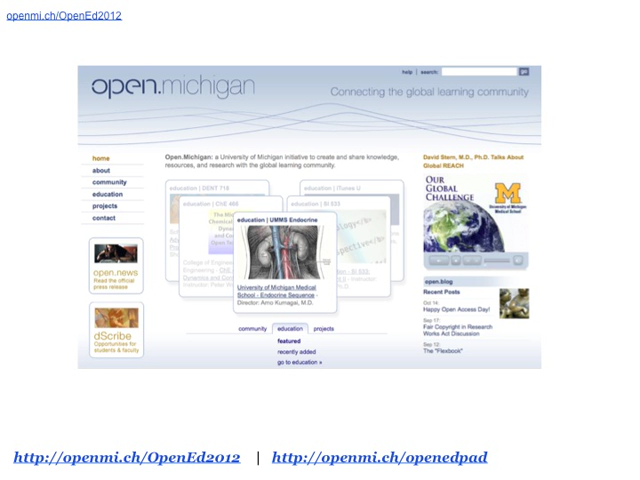 openmi.ch/OpenEd2012
help | search: go
open.michigan
Connecting the global learning community
home
about
community
education
projects
contact
Open.Michigan: a University of Michigan initiative to create and share knowledge,
resources, and research with the global learning community.
David Stern, M.D., Ph.D. Talks About
Global REACH
OUR
GLOBAL
CHALLENGE
M
University of Michigan
Medical School
education | DENT 718
education | iTunes U
education | ChE 466
education | SI 533
education | UMMS Endocrine
University of Michigan Medical
School - Endocrine Sequence -
Director: Arno Kumagai, M.D.
College of Engineering
open.news
Read the official
press release
dScribe
Opportunities for
students & faculty
community education projects
featured
recently added
go to education »
open.blog
Recent Posts
Oct 14:
Happy Open Access Day!
Sep 17:
Fair Copyright in Research
Works Act Discussion
Sep 12:
The "Flexbook"
http://openmi.ch/OpenEd2012 | http://openmi.ch/openedpad